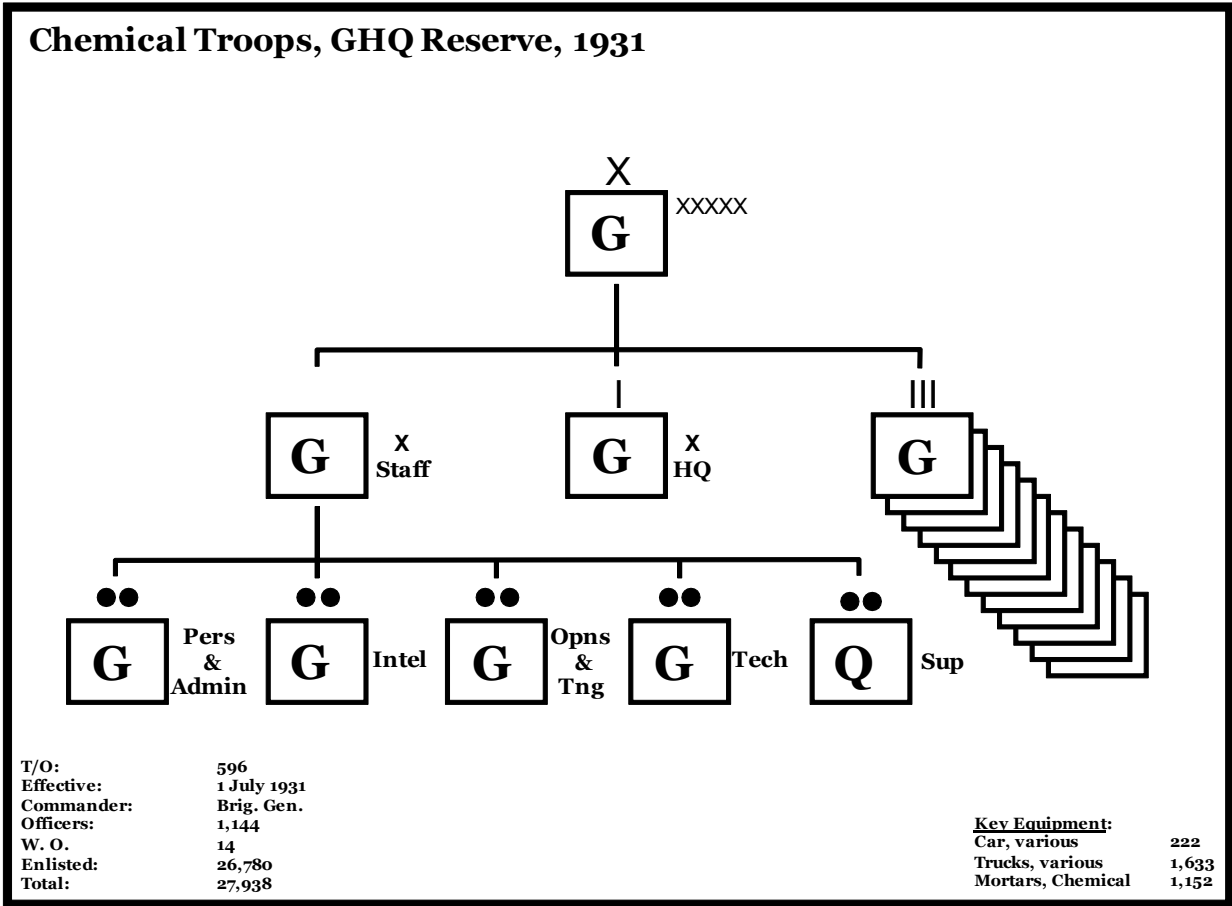 Chemical Troops, GHQ Reserve, 1931
X
G XXXXX
I
III
G X
Staff
G X
HQ
G
G Pers
&
Admin
G Intel
G Opns
&
Tng
G Tech
Q Sup
T/O: 596
Effective: 1 July 1931
Commander: Brig. Gen.
Officers: 1,144
W. O. 14
Enlisted: 26,780
Total: 27,938
Key Equipment:
Car, various 222
Trucks, various 1,633
Mortars, Chemical 1,152